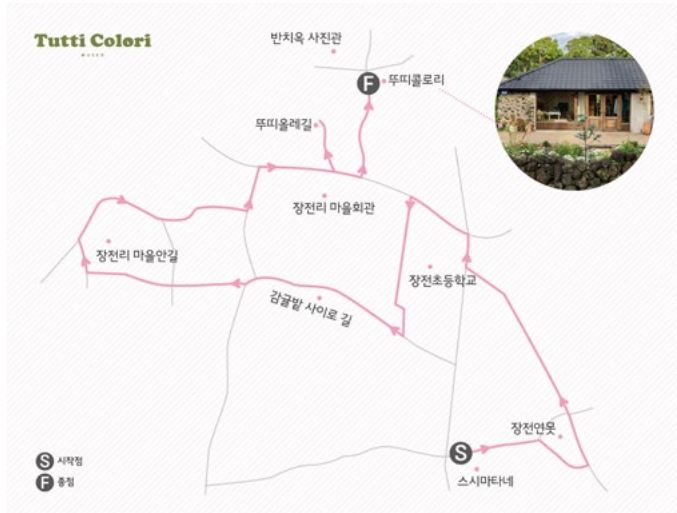 Tutti Colori
반치옥 사진관
F
뚜띠콜로리
뚜띠올레길
장전리 마을회관
장전리 마을안길
장전초등학교
감귤밭 사이로 길
장전연못
S
스시마타네
S 시작점
F 종점